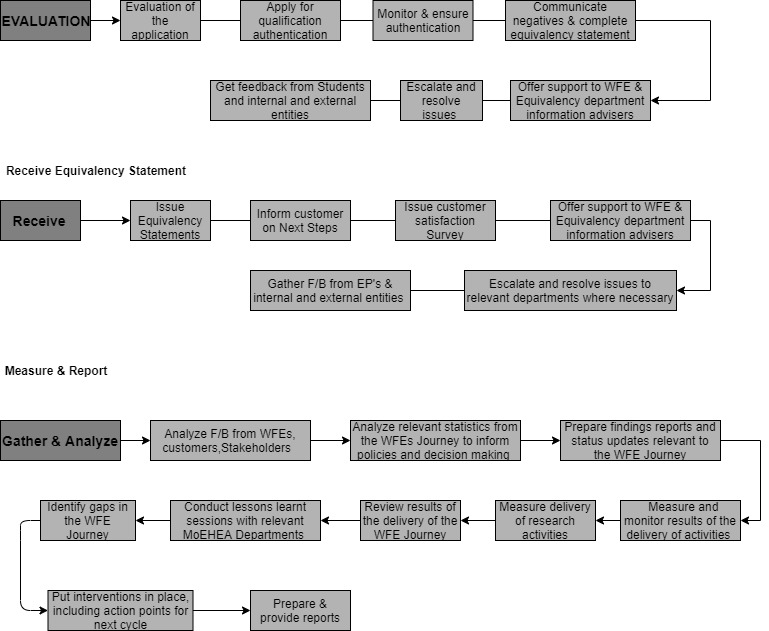 EVALUATION
Evaluation of
the
application
Apply for
qualification
authentication
Monitor & ensure
authentication
Communicate
negatives & complete
equivalency statement
Offer support to WFE &
Equivalency department
information advisers
Escalate and
resolve
issues
Get feedback from Students
and internal and external
entities
Receive Equivalency Statement
Receive
Issue
Equivalency
Statements
Inform customer
on Next Steps
Issue customer
satisfaction
Survey
Offer support to WFE &
Equivalency department
information advisers
Escalate and resolve issues to
relevant departments where necessary
Gather F/B from EP's &
internal and external entities
Measure & Report
Gather & Analyze
Analyze F/B from WFEs,
customers,Stakeholders
Analyze relevant statistics from
the WFEs Journey to inform
policies and decision making
Prepare findings reports and
status updates relevant to
the WFE Journey
Measure and
monitor results of the
delivery of activities
Measure delivery
of research
activities
Review results of
the delivery of the
WFE Journey
Conduct lessons learnt
sessions with relevant
MoEHEA Departments
Identify gaps in
the WFE
Journey
Put interventions in place,
including action points for
next cycle
Prepare &
provide reports